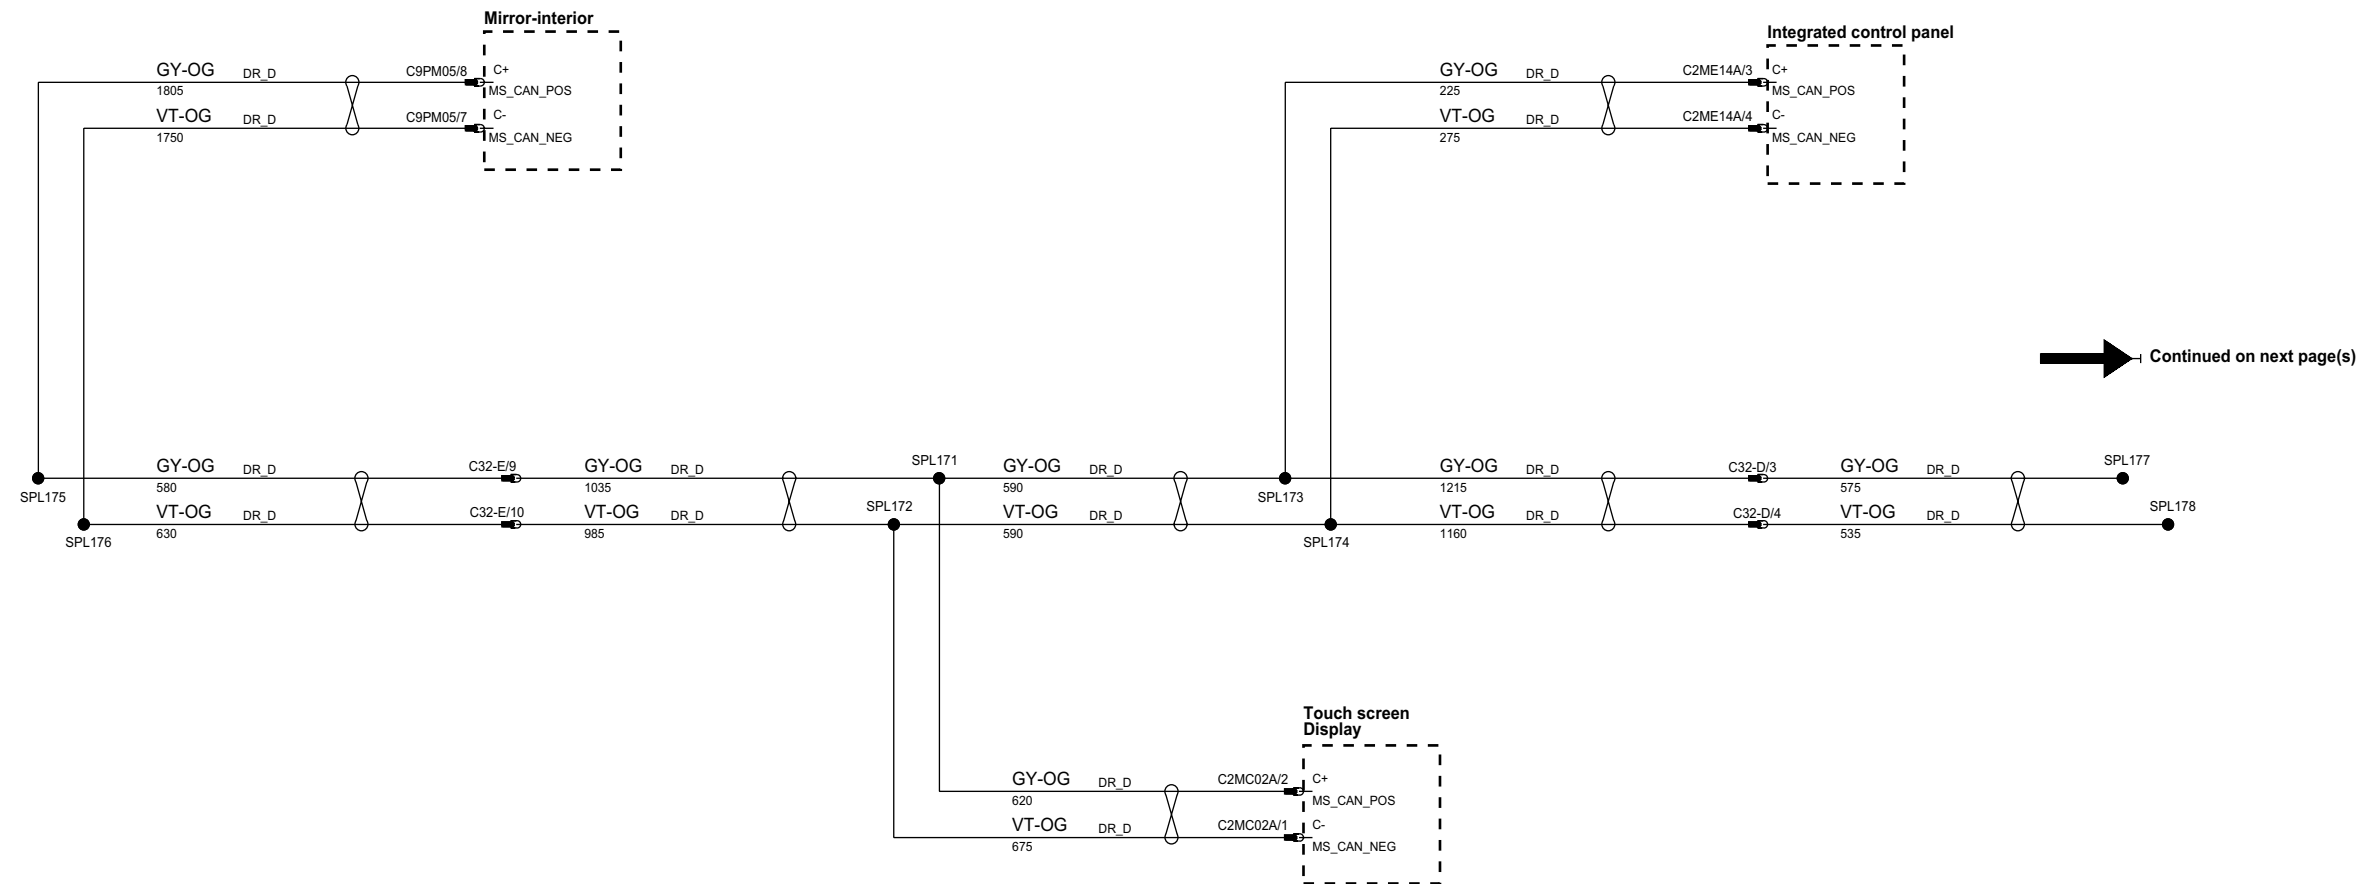 Mirror-interior
GY-OG DR_D C9PM05/8 C+
1805 MS_CAN_POS
VT-OG DR_D C9PM05/7 C-
1750 MS_CAN_NEG
Integrated control panel
GY-OG DR_D C2ME14A/3 C+
225 MS_CAN_POS
VT-OG DR_D C2ME14A/4 C-
275 MS_CAN_NEG
Continued on next page(s)
SPL175
GY-OG DR_D C32-E/9
580
SPL176
VT-OG DR_D C32-E/10
630
GY-OG DR_D
1035
VT-OG DR_D
985
SPL171
SPL172
GY-OG DR_D
590
VT-OG DR_D
590
SPL173
SPL174
GY-OG DR_D C32-D/3
1215
VT-OG DR_D C32-D/4
1160
GY-OG DR_D
575
VT-OG DR_D
535
SPL177
SPL178
Touch screen
Display
GY-OG DR_D C2MC02A/2 C+
620 MS_CAN_POS
VT-OG DR_D C2MC02A/1 C-
675 MS_CAN_NEG